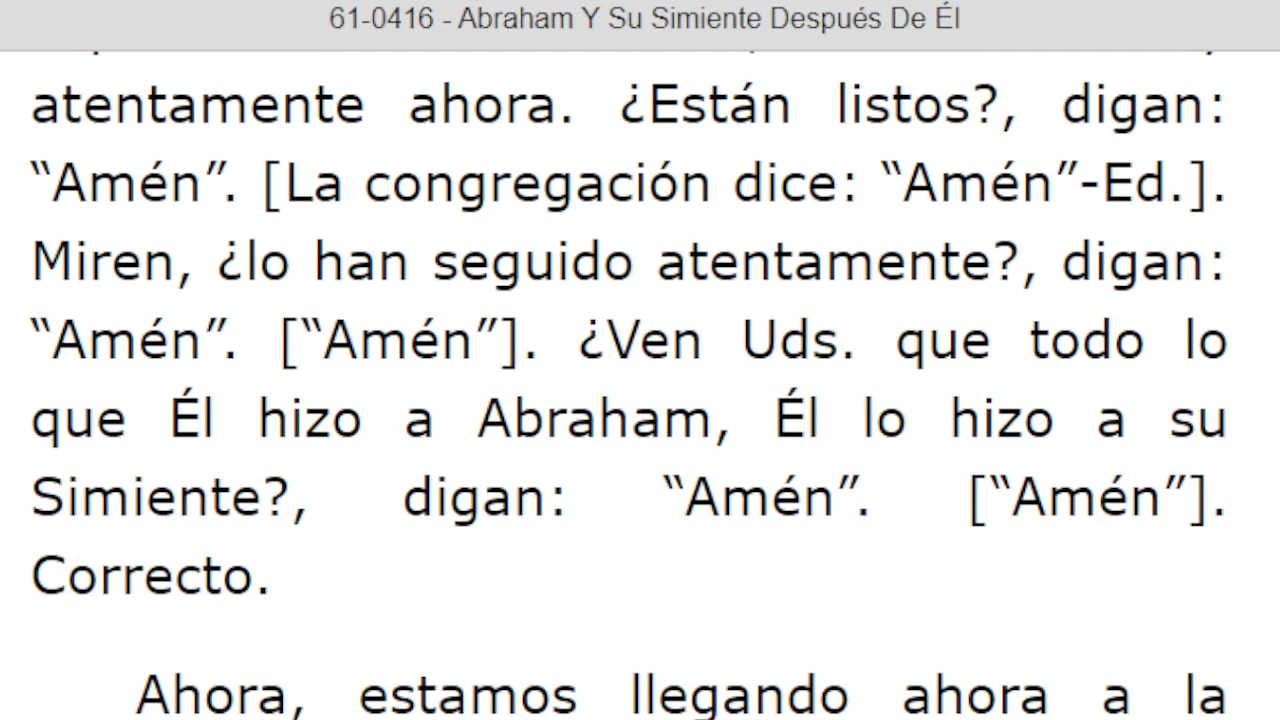 61-0416 - Abraham Y Su Simiente Después De Él
atentamente ahora. ¿Están listos?, digan:
“Amén”. [La congregación dice: “Amén”-Ed.].
Miren, ¿lo han seguido atentamente?, digan:
“Amén”. [“Amén”]. ¿Ven Uds. que todo lo
que Él hizo a Abraham, Él lo hizo a su
Simiente?, digan: “Amén”. [“Amén”].
Correcto.
Ahora, estamos llegando ahora a la